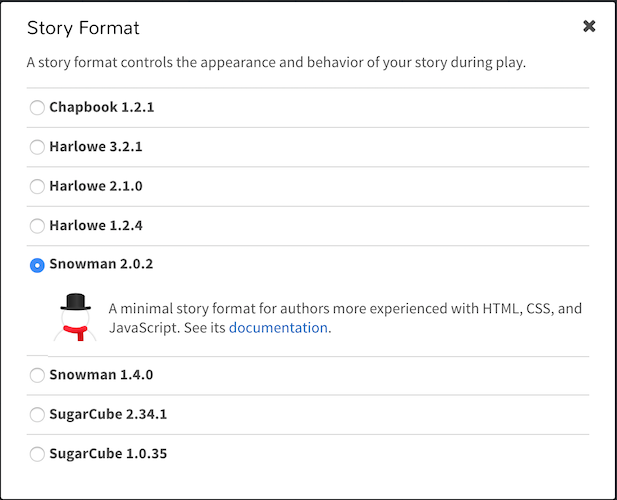 Story Format
A story format controls the appearance and behavior of your story during play.
Chapbook 1.2.1
Harlowe 3.2.1
Harlowe 2.1.0
Harlowe 1.2.4
Snowman 2.0.2
A minimal story format for authors more experienced with HTML, CSS, and
JavaScript. See its documentation.
Snowman 1.4.0
SugarCube 2.34.1
SugarCube 1.0.35